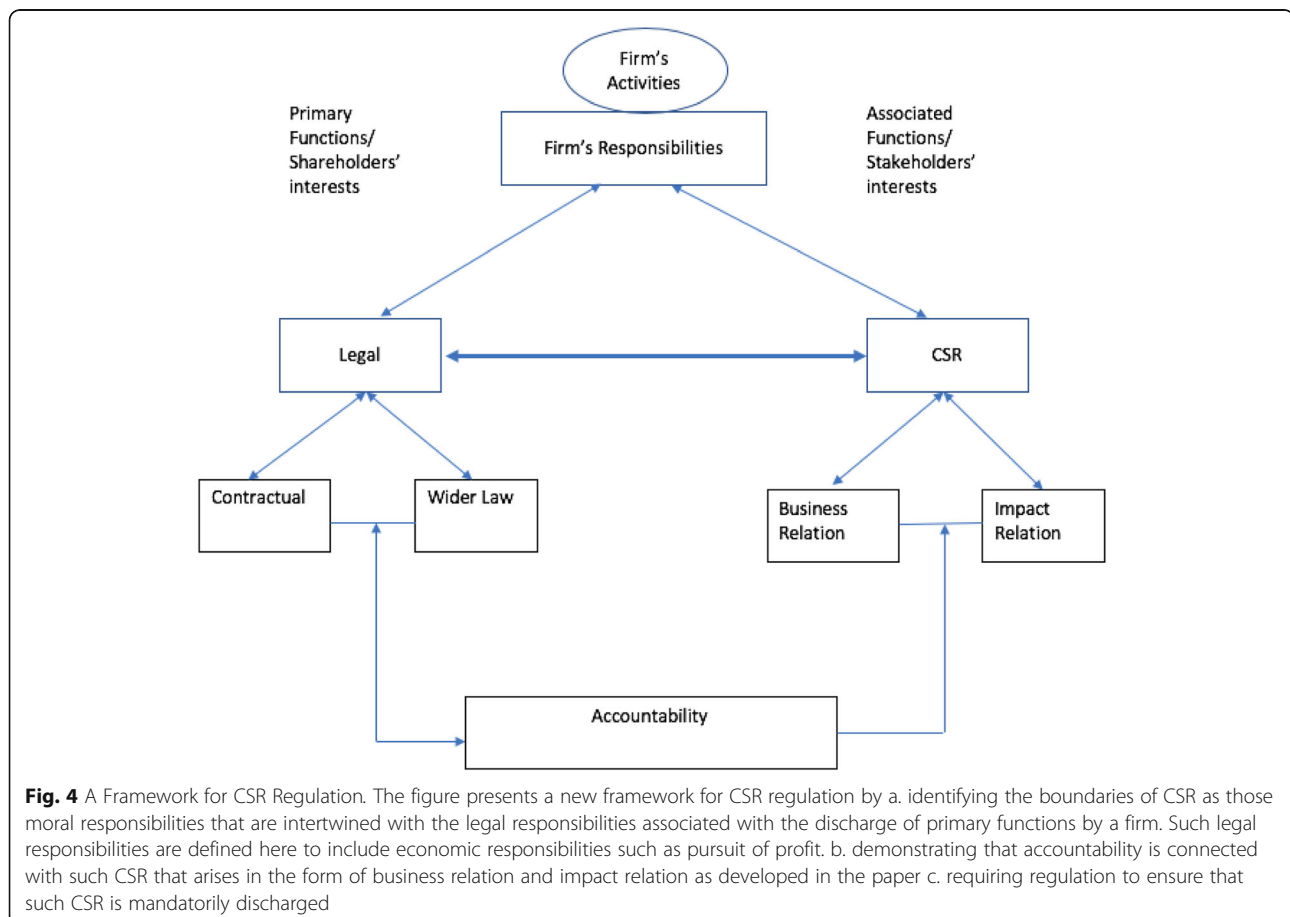 Firm's
Activities
Primary
Functions/
Shareholders'
interests
Associated
Functions/
Stakeholders'
interests
Firm's Responsibilities
Legal
CSR
Contractual
Wider Law
Business
Relation
Impact
Relation
Accountability
Fig. 4 A Framework for CSR Regulation. The figure presents a new framework for CSR regulation by a. identifying the boundaries of CSR as those
moral responsibilities that are intertwined with the legal responsibilities associated with the discharge of primary functions by a firm. Such legal
responsibilities are defined here to include economic responsibilities such as pursuit of profit. b. demonstrating that accountability is connected
with such CSR that arises in the form of business relation and impact relation as developed in the paper c. requiring regulation to ensure that
such CSR is mandatorily discharged